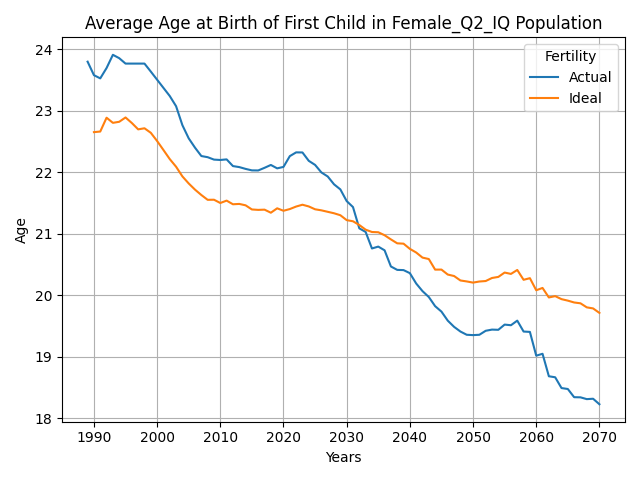 Average Age at Birth of First Child in Female_Q2_IQ Population
Fertility
Actual
Ideal
Age
24
23
22
21
20
19
18
1990 2000 2010 2020 2030 2040 2050 2060 2070
Years